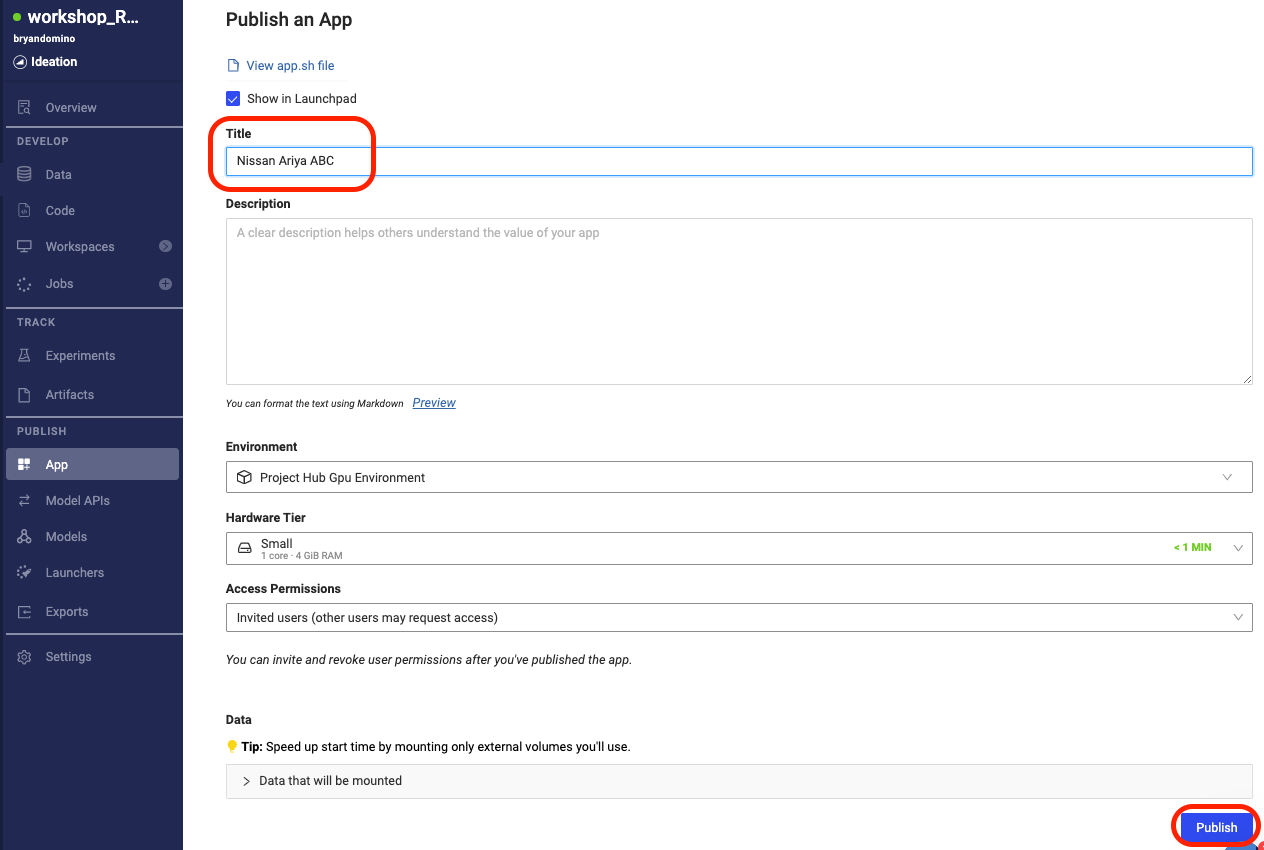 workshop_R...
bryandomino
Ideation
Overview
DEVELOP
Data
Code
Workspaces
Jobs
TRACK
Experiments
Artifacts
PUBLISH
App
Model APIs
Models
Launchers
Exports
Settings
Publish an App
View app.sh file
Show in Launchpad
Title
Nissan Ariya ABC
Description
A clear description helps others understand the value of your app
You can format the text using Markdown Preview
Environment
Project Hub Gpu Environment
Hardware Tier
Small
1 core · 4 GiB RAM
< 1 MIN
Access Permissions
Invited users (other users may request access)
You can invite and revoke user permissions after you've published the app.
Data
Tip: Speed up start time by mounting only external volumes you'll use.
Data that will be mounted
Publish